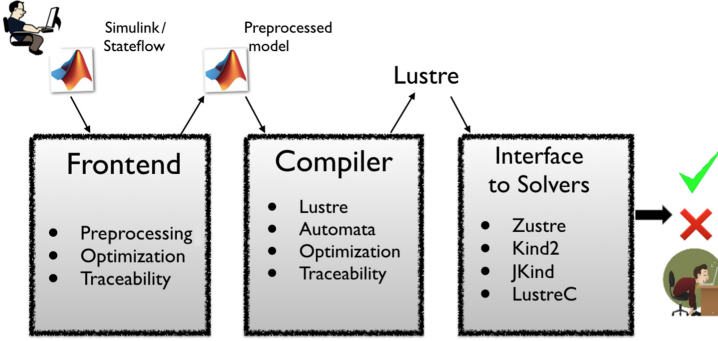 Simulink/
Stateflow
Preprocessed
model
Lustre
Frontend
• Preprocessing
• Optimization
• Traceability
Compiler
• Lustre
• Automata
• Optimization
• Traceability
Interface
to Solvers
• Zustre
• Kind2
• JKind
• LustreC